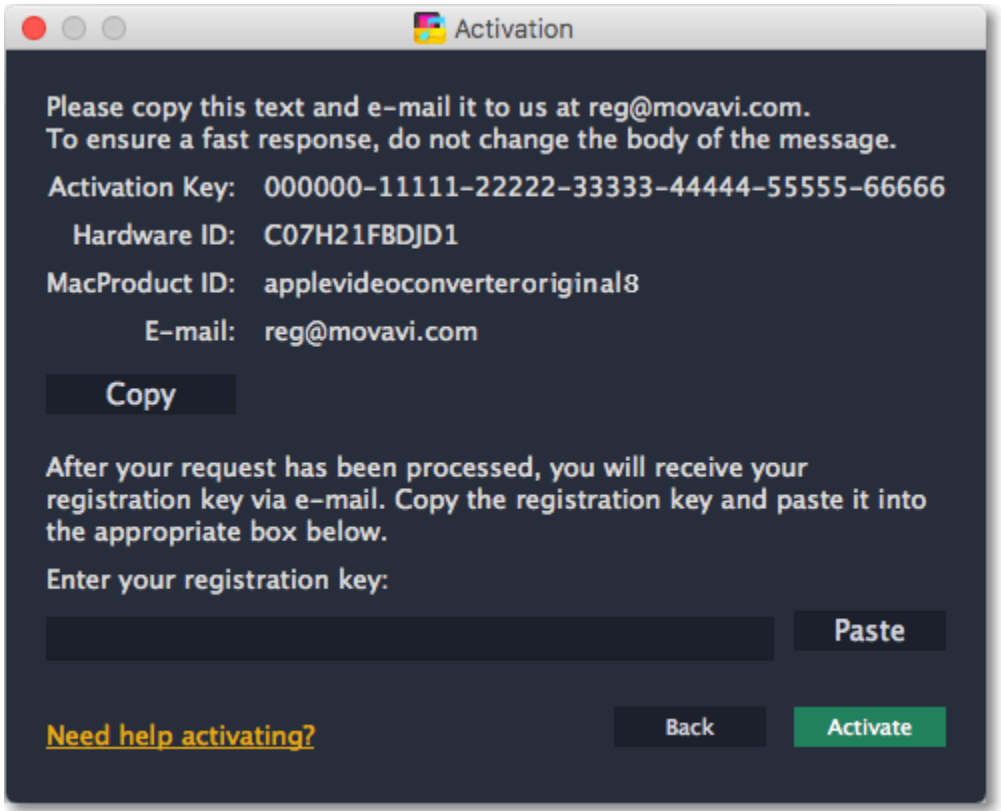 Activation
Please copy this text and e-mail it to us at reg@movavi.com.
To ensure a fast response, do not change the body of the message.
Activation Key: 000000-11111-22222-33333-44444-55555-66666
Hardware ID: C07H21FBDJD1
MacProduct ID: applevideoconverteroriginal8
E-mail: reg@movavi.com
Copy
After your request has been processed, you will receive your
registration key via e-mail. Copy the registration key and paste it into
the appropriate box below.
Enter your registration key:
Paste
Need help activating? Back Activate